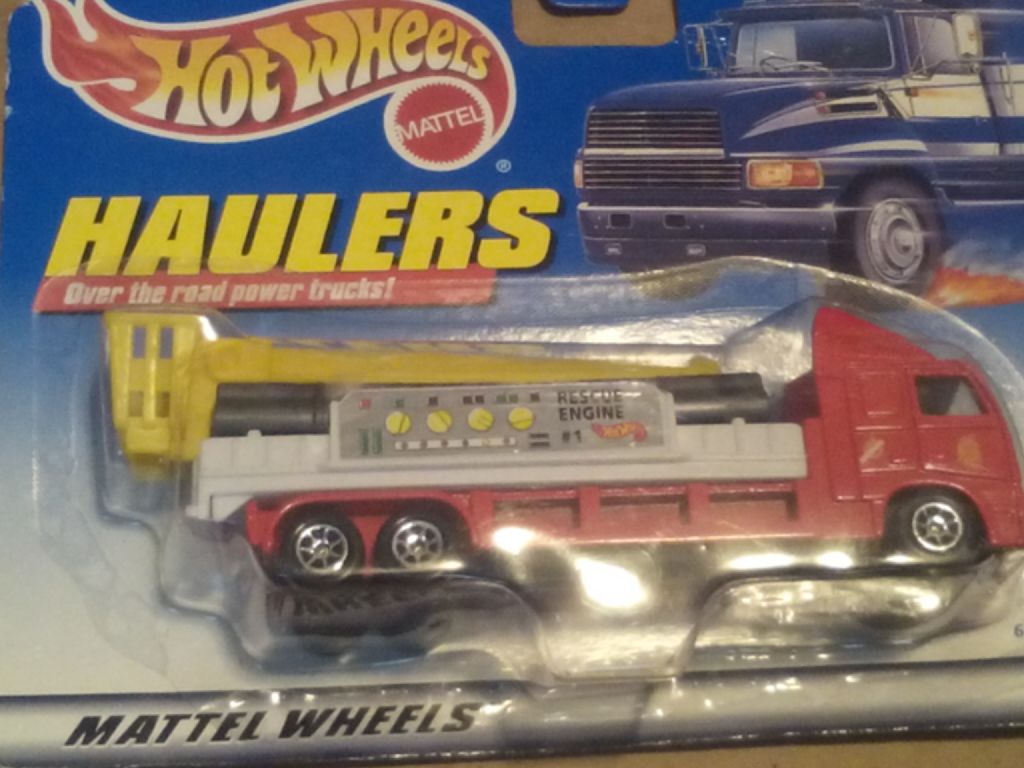 HOT WHEELS
MATTEL
®
HAULERS
Over the road power trucks!
RESCUE
ENGINE
#1
MATTEL WHEELS